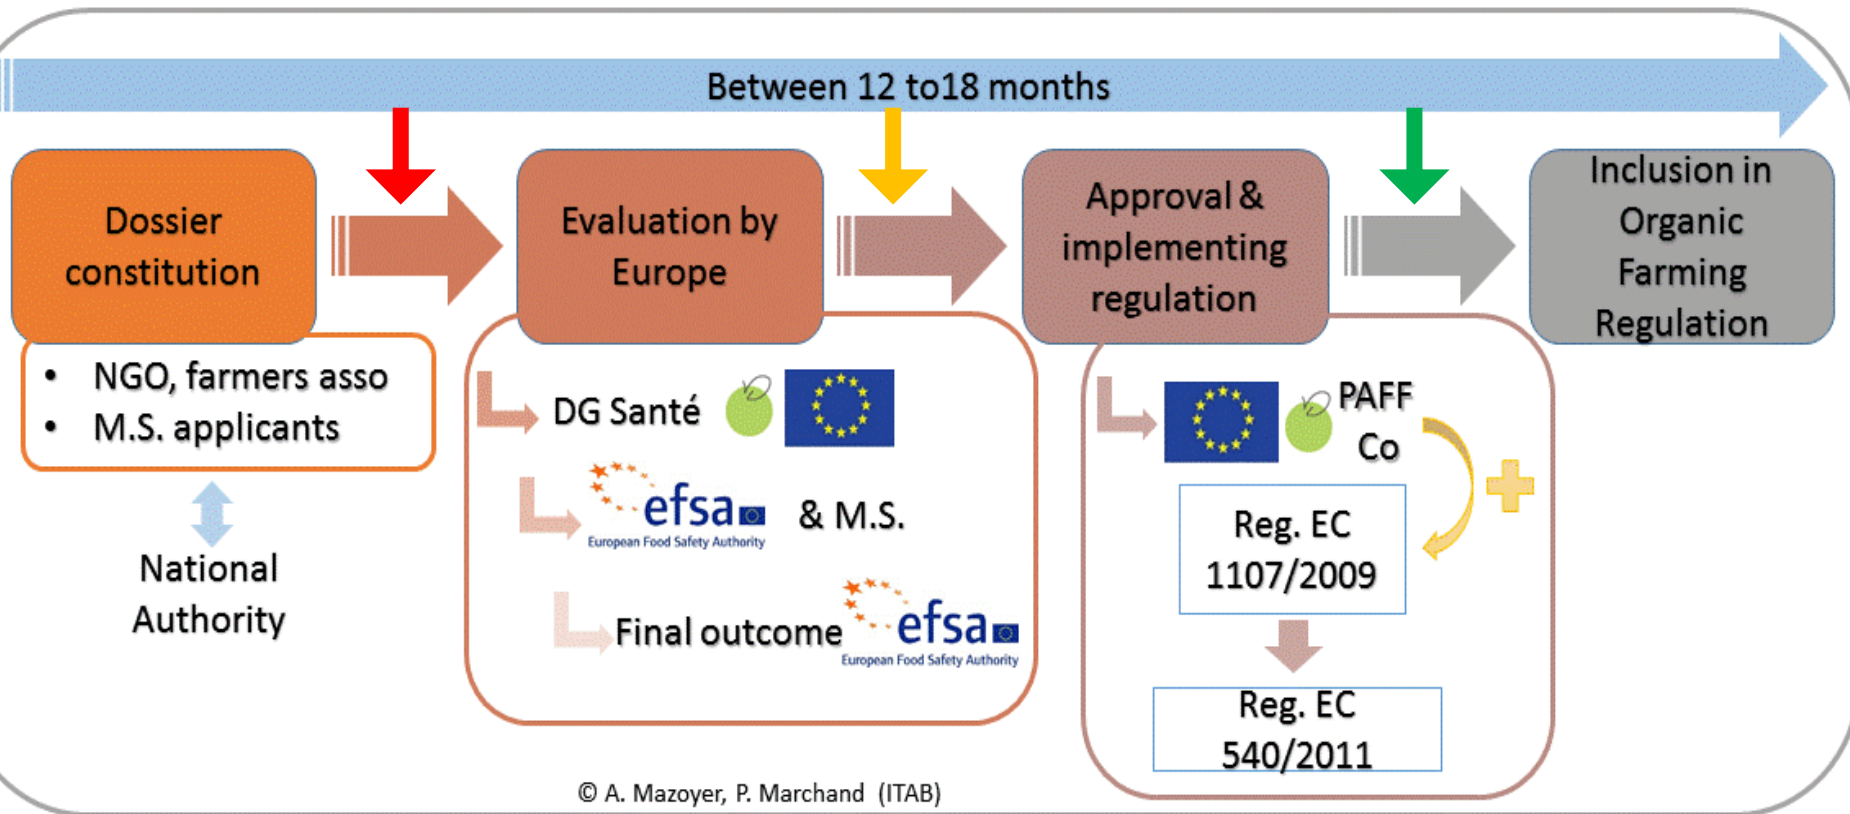 Between 12 to18 months
Dossier
constitution
• NGO, farmers asso
• M.S. applicants
National
Authority
Evaluation by
Europe
DG Santé
efsa
European Food Safety Authority
& M.S.
Final outcome
efsa
European Food Safety Authority
Approval &
implementing
regulation
PAFF
Co
Reg. EC
1107/2009
Reg. EC
540/2011
Inclusion in
Organic
Farming
Regulation
© A. Mazoyer, P. Marchand (ITAB)